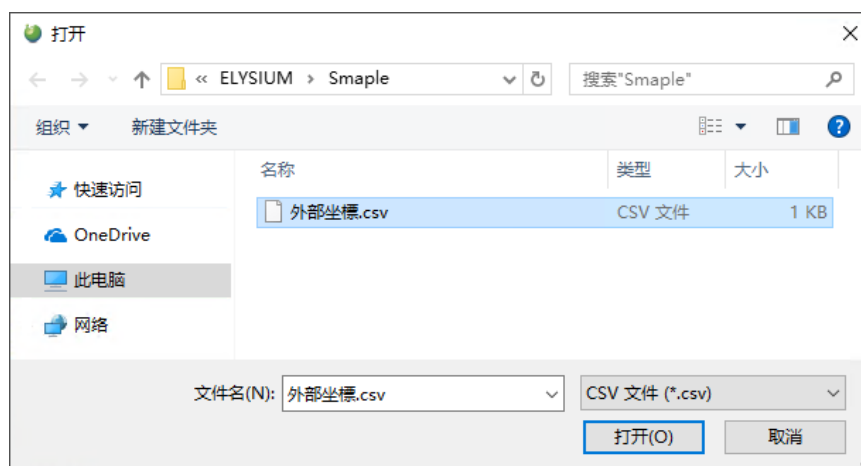 打开
« ELYSIUM › Smaple 搜索"Smaple"
组织 新建文件夹 ?
名称 类型 大小
快速访问 外部坐標.csv CSV 文件 1 KB
OneDrive
此电脑
网络
文件名(N): 外部坐標.csv CSV 文件 (*.csv)
打开(O) 取消